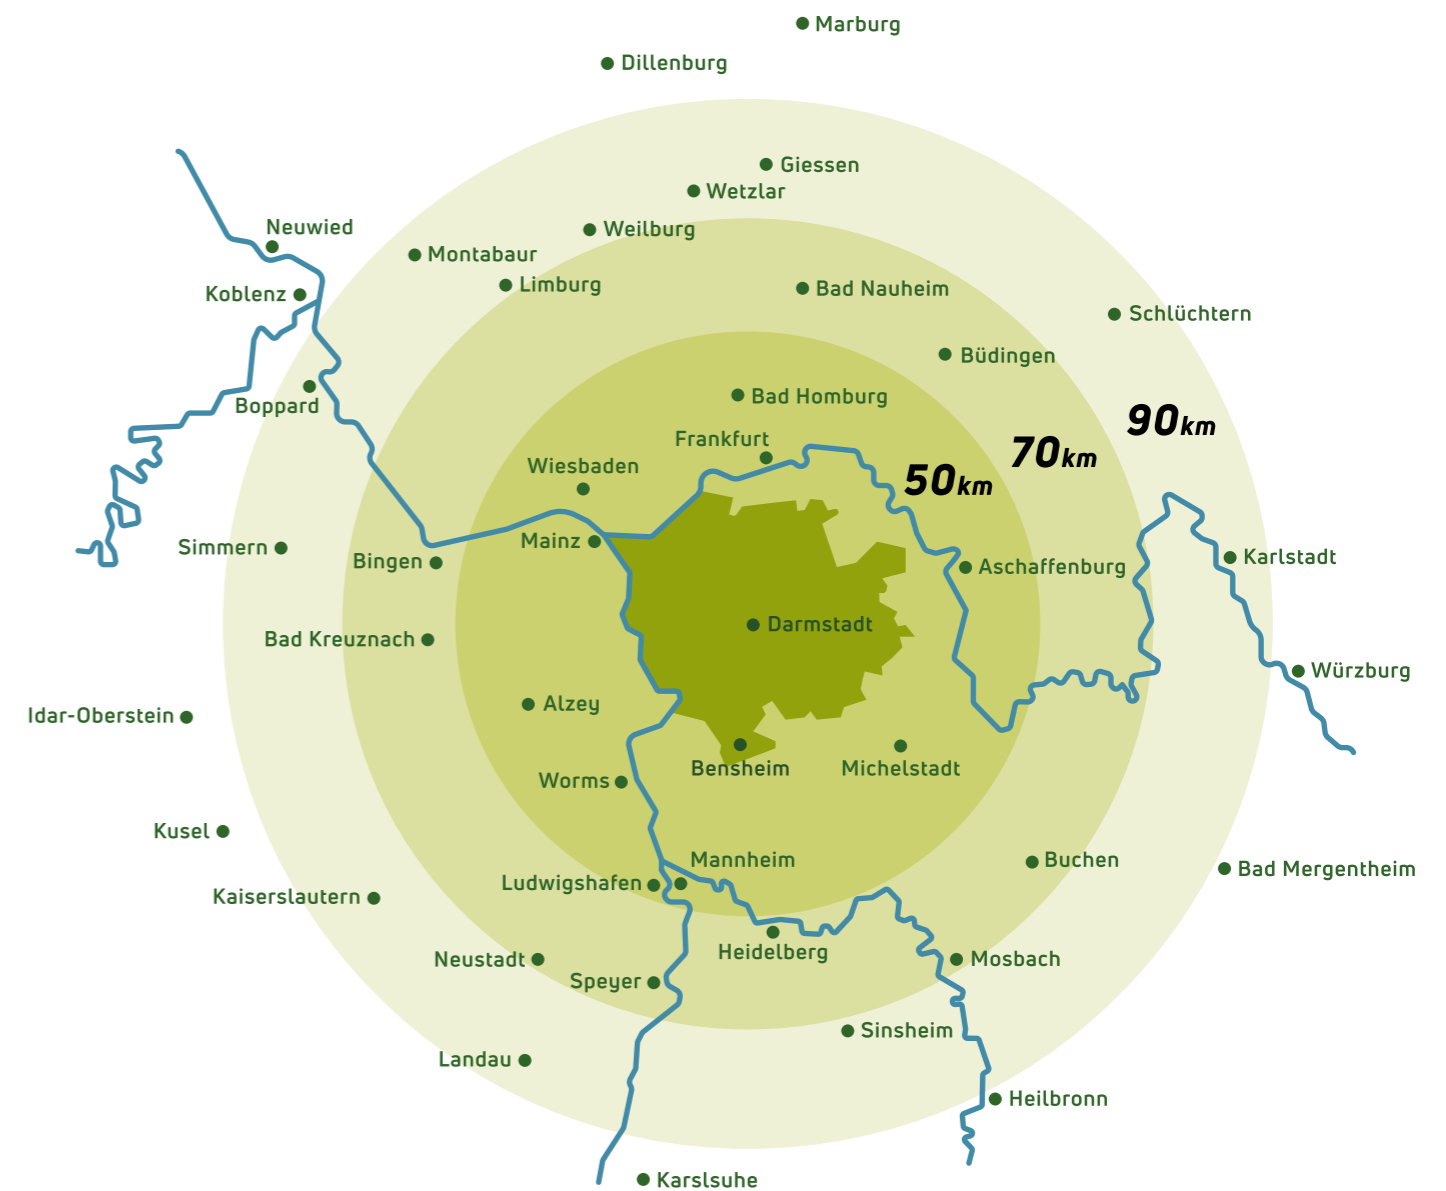 Marburg
Dillenburg
Giessen
Wetzlar
Neuwied
Weilburg
Montabaur
Limburg
Bad Nauheim
Koblenz
Schlüchtern
Büdingen
Bad Homburg
Boppard
90km
Frankfurt
70km
Wiesbaden
50km
Mainz
Simmern
Bingen
Karlstadt
Aschaffenburg
Darmstadt
Bad Kreuznach
Würzburg
Alzey
Idar-Oberstein
Bensheim
Michelstadt
Worms
Kusel
Mannheim
Buchen
Bad Mergentheim
Ludwigshafen
Kaiserslautern
Heidelberg
Neustadt
Mosbach
Speyer
Sinsheim
Landau
Heilbronn
Karslsuhe